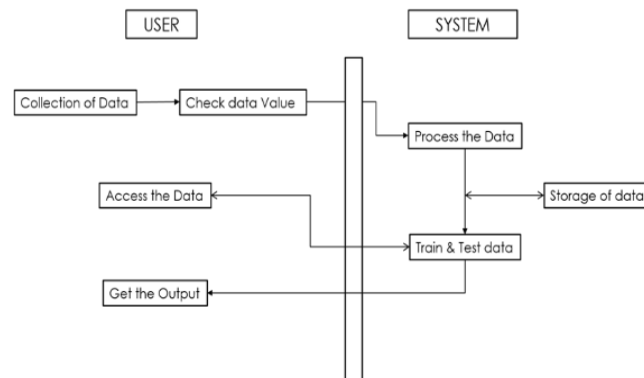 USER
SYSTEM
Collection of Data
Check data Value
Process the Data
Access the Data
Storage of data
Train & Test data
Get the Output